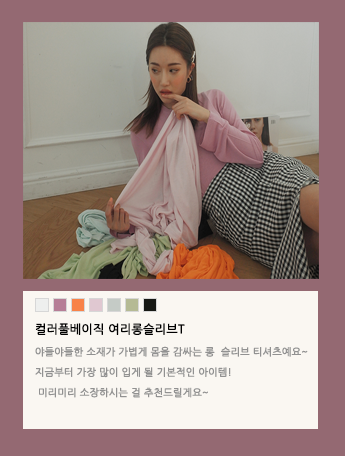 컬러풀베이직 여리롱슬리브T
야들야들한 소재가 가볍게 몸을 감싸는 롱 슬리브 티셔츠예요~
지금부터 가장 많이 입게 될 기본적인 아이템!
미리미리 소장하시는 걸 추천드릴게요~